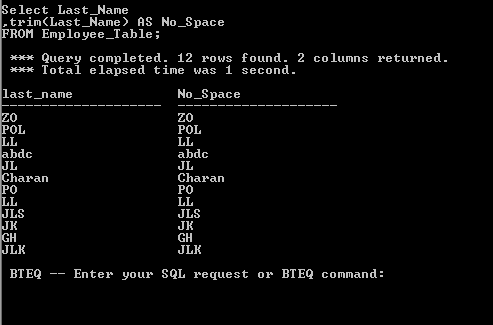 Select Last_Name
,trim(Last_Name) AS No_Space
FROM Employee_Table;
*** Query completed. 12 rows found. 2 columns returned.
*** Total elapsed time was 1 second.
last_name No_Space
-------------------- --------------------
ZO ZO
POL POL
LL LL
abdc abdc
JL JL
Charan Charan
PO PO
LL LL
JLS JLS
JK JK
GH GH
JLK JLK
BTEQ -- Enter your SQL request or BTEQ command: